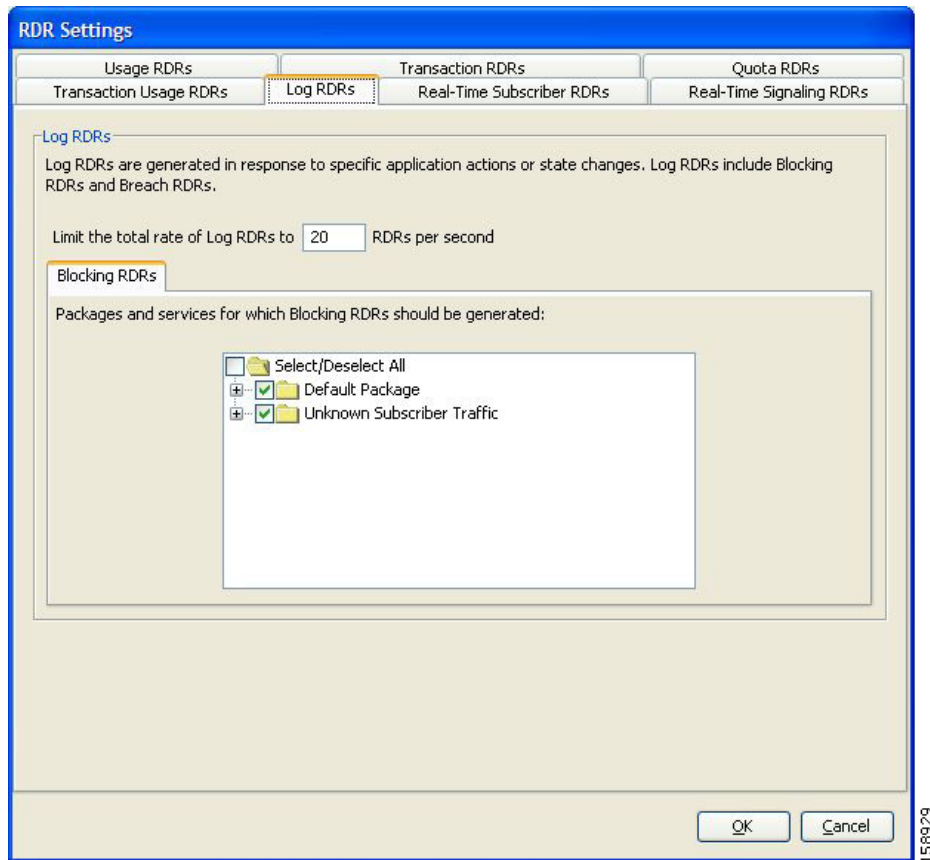 RDR Settings
Usage RDRs
Transaction RDRs
Quota RDRs
Transaction Usage RDRs
Log RDRs
Real-Time Subscriber RDRs
Real-Time Signaling RDRs
Log RDRs
Log RDRs are generated in response to specific application actions or state changes. Log RDRs include Blocking
RDRs and Breach RDRs.
Limit the total rate of Log RDRs to 20 RDRs per second
Blocking RDRs
Packages and services for which Blocking RDRs should be generated:
Select/Deselect All
Default Package
Unknown Subscriber Traffic
OK
Cancel
158929